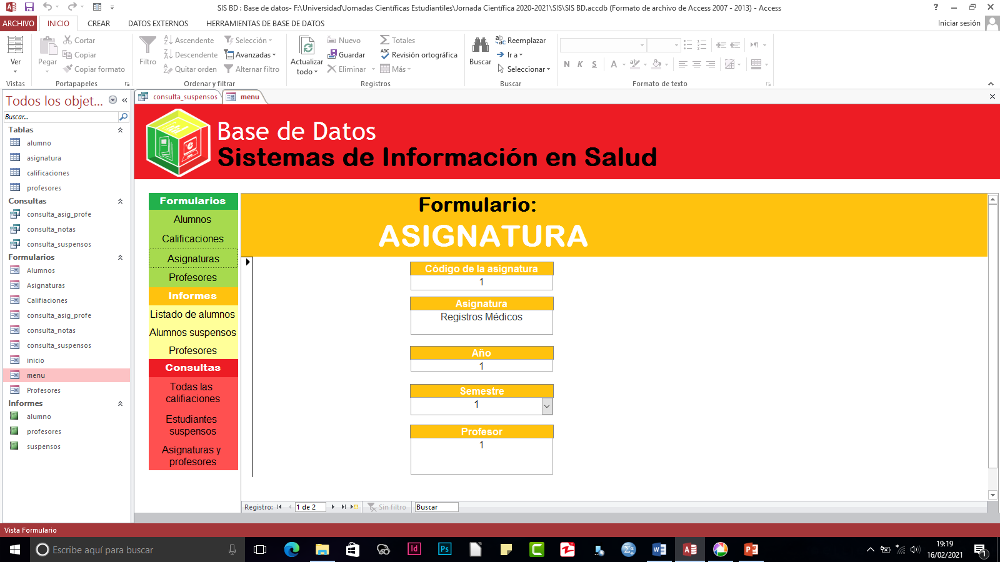 SIS BD : Base de datos- F:\Universidad\Jornadas Científicas Estudiantiles\Jornada Científica 2020-2021\SIS\SIS BD.accdb (Formato de archivo de Access 2007 - 2013) - Access
ARCHIVO INICIO CREAR DATOS EXTERNOS HERRAMIENTAS DE BASE DE DATOS Iniciar sesión
Ver
Vistas
Pegar
Cortar
Copiar
Copiar formato
Portapapeles
Filtro
Ascendente
Descendente
Quitar orden
Selección
Avanzadas
Alternar filtro
Ordenar y filtrar
Actualizar
todo
Nuevo
Guardar
Eliminar
Totales
Revisión ortográfica
Más
Registros
Buscar
Reemplazar
Ir a
Seleccionar
Buscar
N K S A
Formato de texto
Todos los objet...
Buscar...
Tablas
alumno
asignatura
calificaciones
profesores
Consultas
consulta_asig_profe
consulta_notas
consulta_suspensos
Formularios
Alumnos
Asignaturas
Califiaciones
consulta_asig_profe
consulta_notas
consulta_suspensos
inicio
menu
Profesores
Informes
alumno
profesores
suspensos
consulta_suspensos menu
Base de Datos
Sistemas de Información en Salud
Formularios
Alumnos
Calificaciones
Asignaturas
Profesores
Informes
Listado de alumnos
Alumnos suspensos
Profesores
Consultas
Todas las
califiaciones
Estudiantes
suspensos
Asignaturas y
profesores
Formulario:
ASIGNATURA
Código de la asignatura
1
Asignatura
Registros Médicos
Año
1
Semestre
1
Profesor
1
Registro: 1 de 2 Sin filtro Buscar
Vista Formulario
Escribe aquí para buscar
19:19
16/02/2021
1